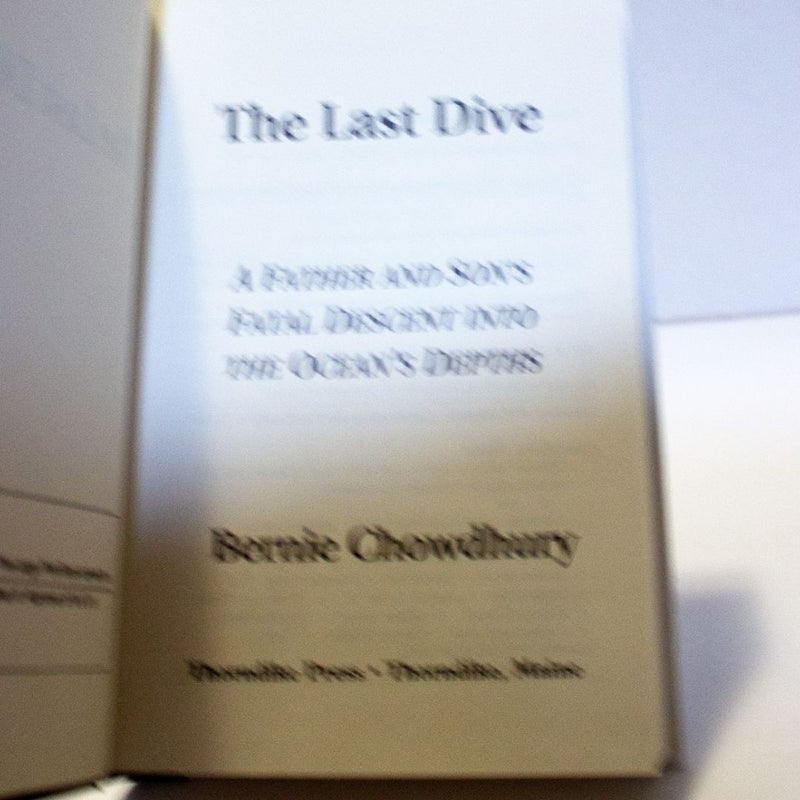 The Last Dive
A FATHER AND SON'S
FATAL DESCENT INTO
THE OCEAN'S DEPTHS
Bernie Chowdhury
Thorndike Press • Thorndike, Maine